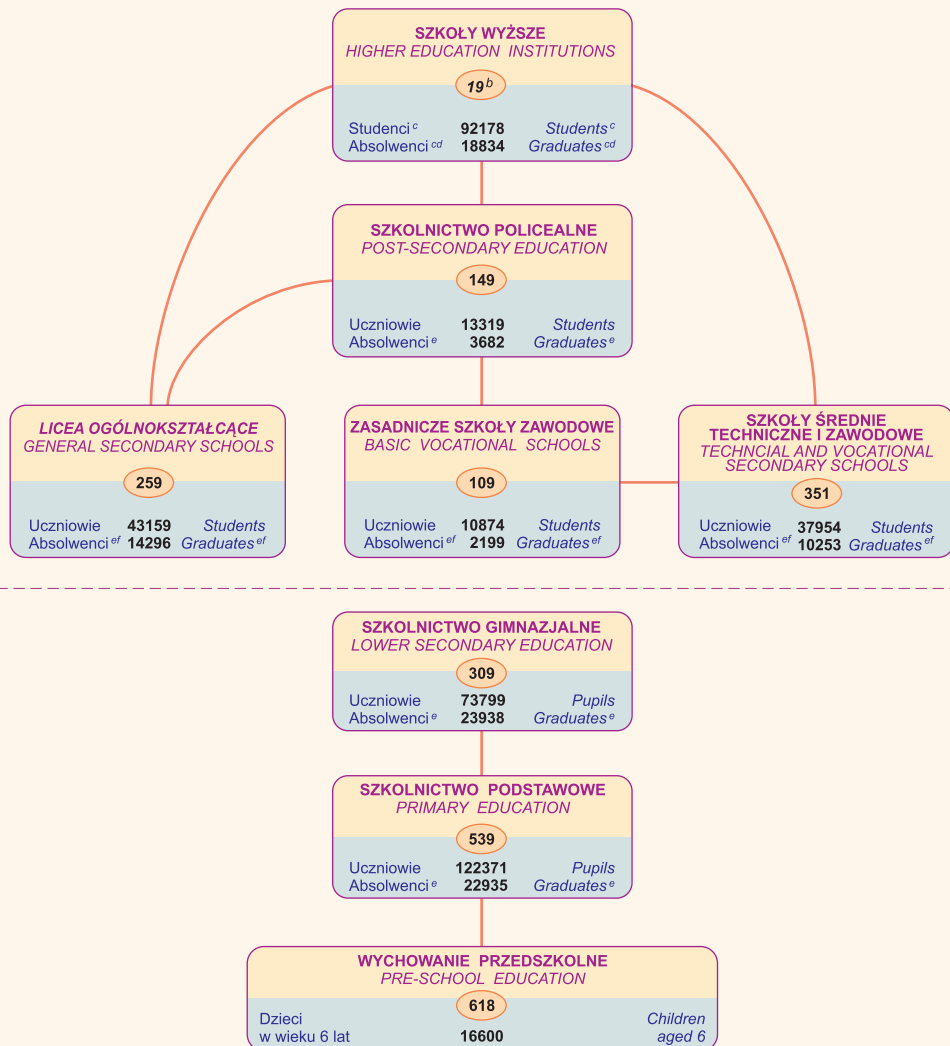 SZKOŁY WYŻSZE
HIGHER EDUCATION INSTITUTIONS
19 b
Studenci c 92178 Students c
Absolwenci cd 18834 Graduates cd
SZKOLNICTWO POLICEALNE
POST-SECONDARY EDUCATION
149
Uczniowie 13319 Students
Absolwenci e 3682 Graduates e
LICEA OGÓLNOKSZTAŁCĄCE
GENERAL SECONDARY SCHOOLS
259
Uczniowie 43159 Students
Absolwenci ef 14296 Graduates ef
ZASADNICZE SZKOŁY ZAWODOWE
BASIC VOCATIONAL SCHOOLS
109
Uczniowie 10874 Students
Absolwenci ef 2199 Graduates ef
SZKOŁY ŚREDNIE
TECHNICZNE I ZAWODOWE
TECHNCIAL AND VOCATIONAL
SECONDARY SCHOOLS
351
Uczniowie 37954 Students
Absolwenci ef 10253 Graduates ef
SZKOLNICTWO GIMNAZJALNE
LOWER SECONDARY EDUCATION
309
Uczniowie 73799 Pupils
Absolwenci e 23938 Graduates e
SZKOLNICTWO PODSTAWOWE
PRIMARY EDUCATION
539
Uczniowie 122371 Pupils
Absolwenci e 22935 Graduates e
WYCHOWANIE PRZEDSZKOLNE
PRE-SCHOOL EDUCATION
618
Dzieci Children
w wieku 6 lat 16600 aged 6